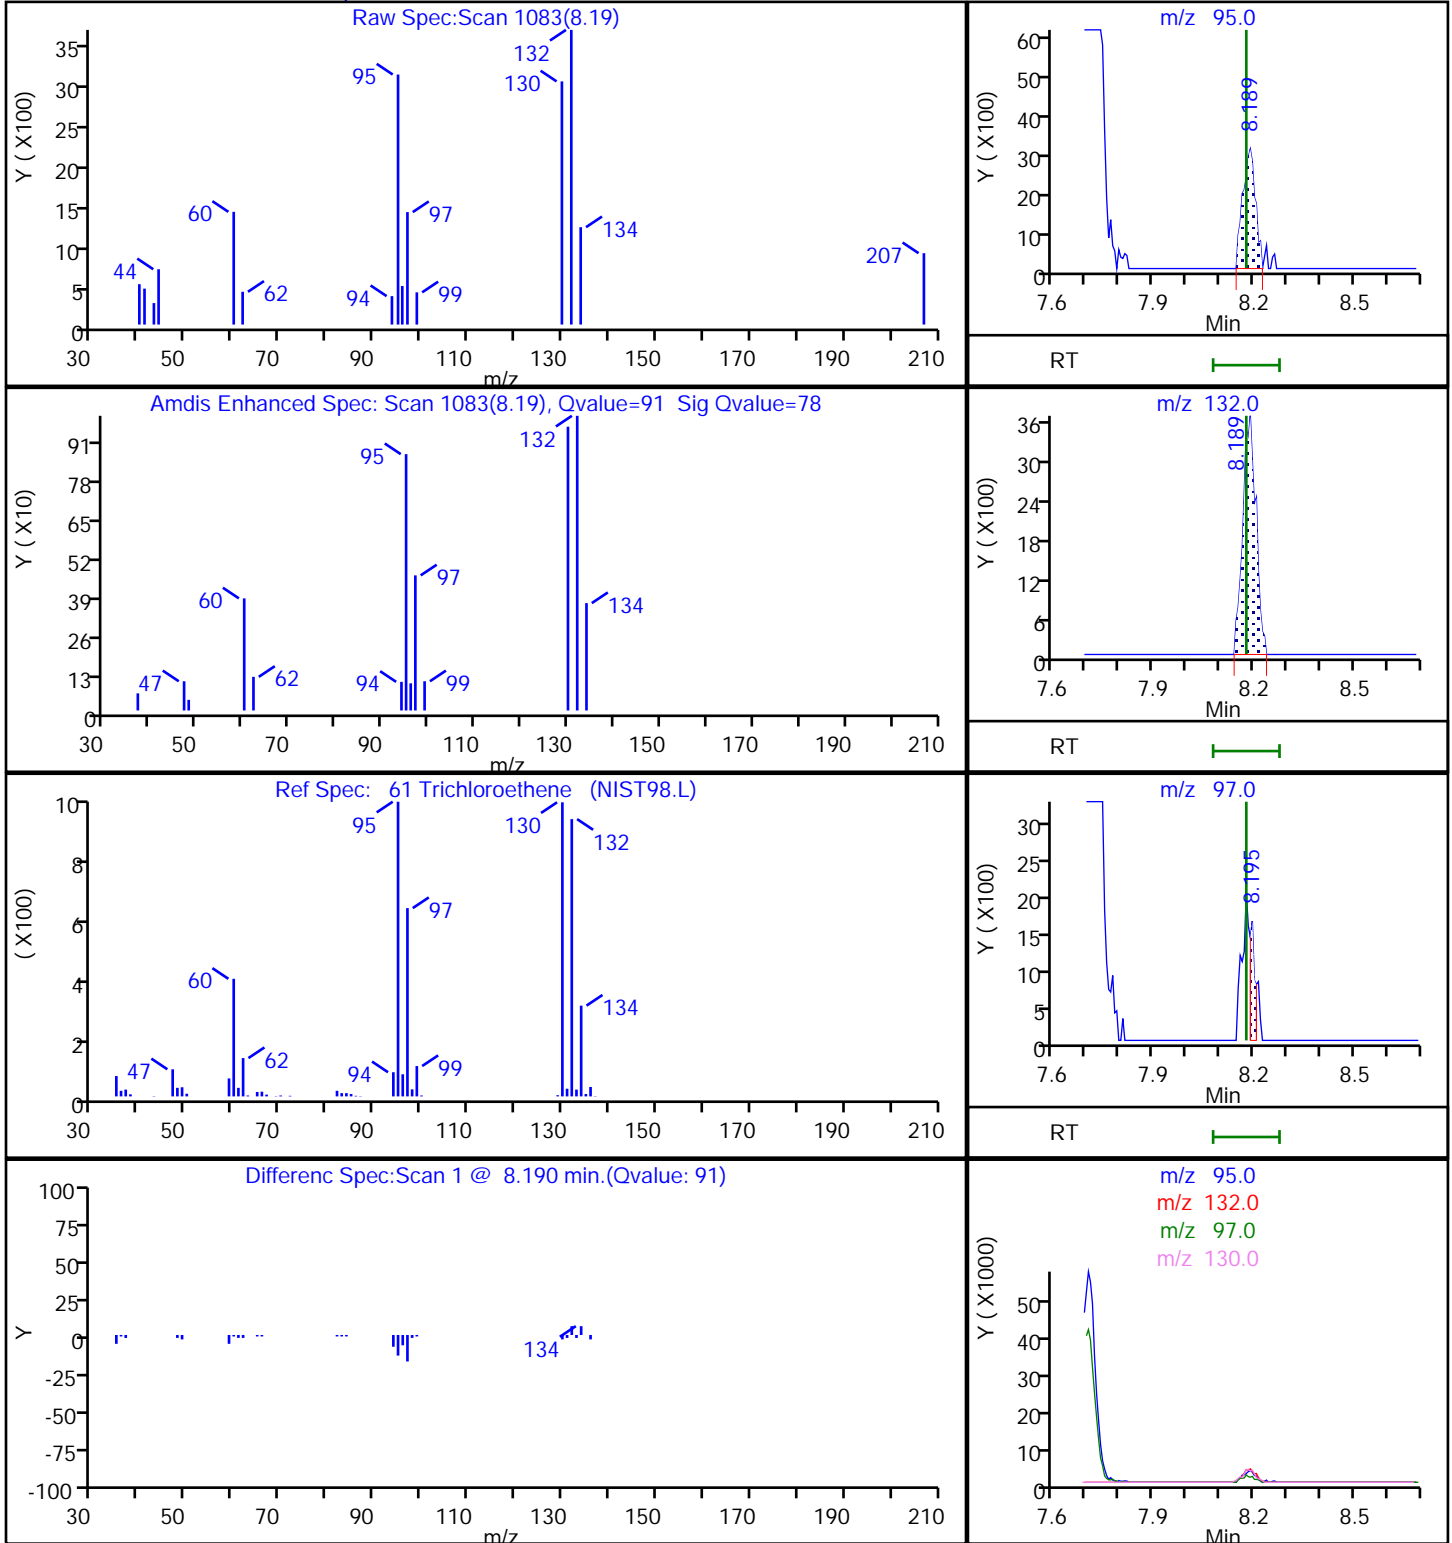 Raw Spec:Scan 1083(8.19)
Y ( X100)
35
30
25
20
15
10
5
0
132
95
130
60
97
134
207
44
62
94
99
30 50 70 90 110 130 150 170 190 210
m/z
m/z 95.0
Y ( X100)
60
50
40
30
20
10
0
8.189
7.6 7.9 8.2 8.5
Min
RT
Amdis Enhanced Spec: Scan 1083(8.19), Qvalue=91 Sig Qvalue=78
Y ( X10)
91
78
65
52
39
26
13
0
132
95
97
60
134
47
62
94
99
30 50 70 90 110 130 150 170 190 210
m/z
m/z 132.0
Y ( X100)
36
30
24
18
12
6
0
8.189
7.6 7.9 8.2 8.5
Min
RT
Ref Spec: 61 Trichloroethene (NIST98.L)
( X100)
10
8
6
4
2
0
95
130
132
97
60
134
47
62
94
99
30 50 70 90 110 130 150 170 190 210
m/z 97.0
Y ( X100)
30
25
20
15
10
5
0
8.195
7.6 7.9 8.2 8.5
Min
RT
Differenc Spec:Scan 1 @ 8.190 min.(Qvalue: 91)
Y
100
75
50
25
0
-25
-50
-75
-100
134
30 50 70 90 110 130 150 170 190 210
m/z
m/z 95.0
m/z 132.0
m/z 97.0
m/z 130.0
Y ( X1000)
50
40
30
20
10
0
7.6 7.9 8.2 8.5
Min